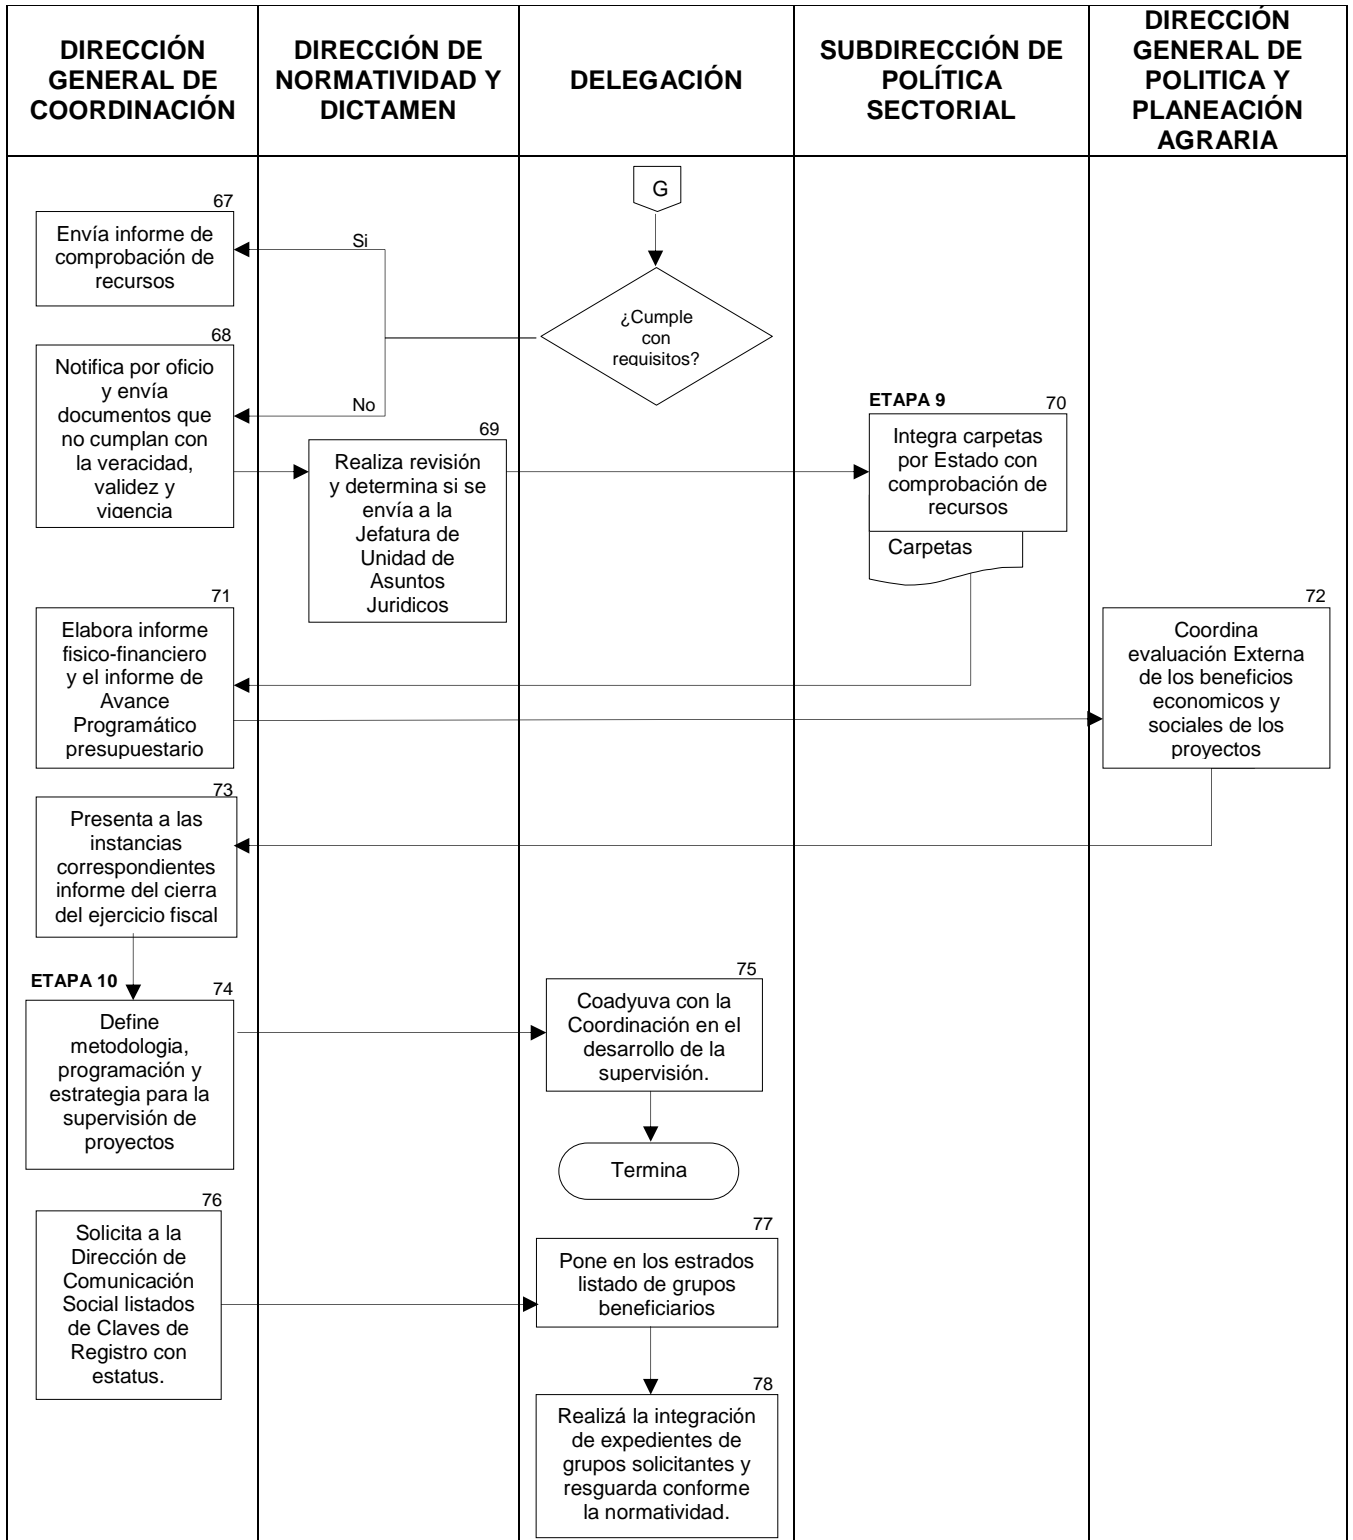 DIRECCIÓN
GENERAL DE
COORDINACIÓN
DIRECCIÓN DE
NORMATIVIDAD Y
DICTAMEN
DELEGACIÓN
SUBDIRECCIÓN DE
POLÍTICA
SECTORIAL
DIRECCIÓN
GENERAL DE
POLITICA Y
PLANEACIÓN
AGRARIA
G
67
Envía informe de
comprobación de
recursos
Si
¿Cumple
con
requisitos?
68
Notifica por oficio
y envía
documentos que
no cumplan con
la veracidad,
validez y
vigencia
No
69
Realiza revisión
y determina si se
envía a la
Jefatura de
Unidad de
Asuntos
Juridicos
ETAPA 9
70
Integra carpetas
por Estado con
comprobación de
recursos
Carpetas
71
Elabora informe
fisico-financiero
y el informe de
Avance
Programático
presupuestario
72
Coordina
evaluación Externa
de los beneficios
economicos y
sociales de los
proyectos
73
Presenta a las
instancias
correspondientes
informe del cierra
del ejercicio fiscal
ETAPA 10
74
Define
metodologia,
programación y
estrategia para la
supervisión de
proyectos
75
Coadyuva con la
Coordinación en el
desarrollo de la
supervisión.
Termina
76
Solicita a la
Dirección de
Comunicación
Social listados
de Claves de
Registro con
estatus.
77
Pone en los estrados
listado de grupos
beneficiarios
78
Realizá la integración
de expedientes de
grupos solicitantes y
resguarda conforme
la normatividad.